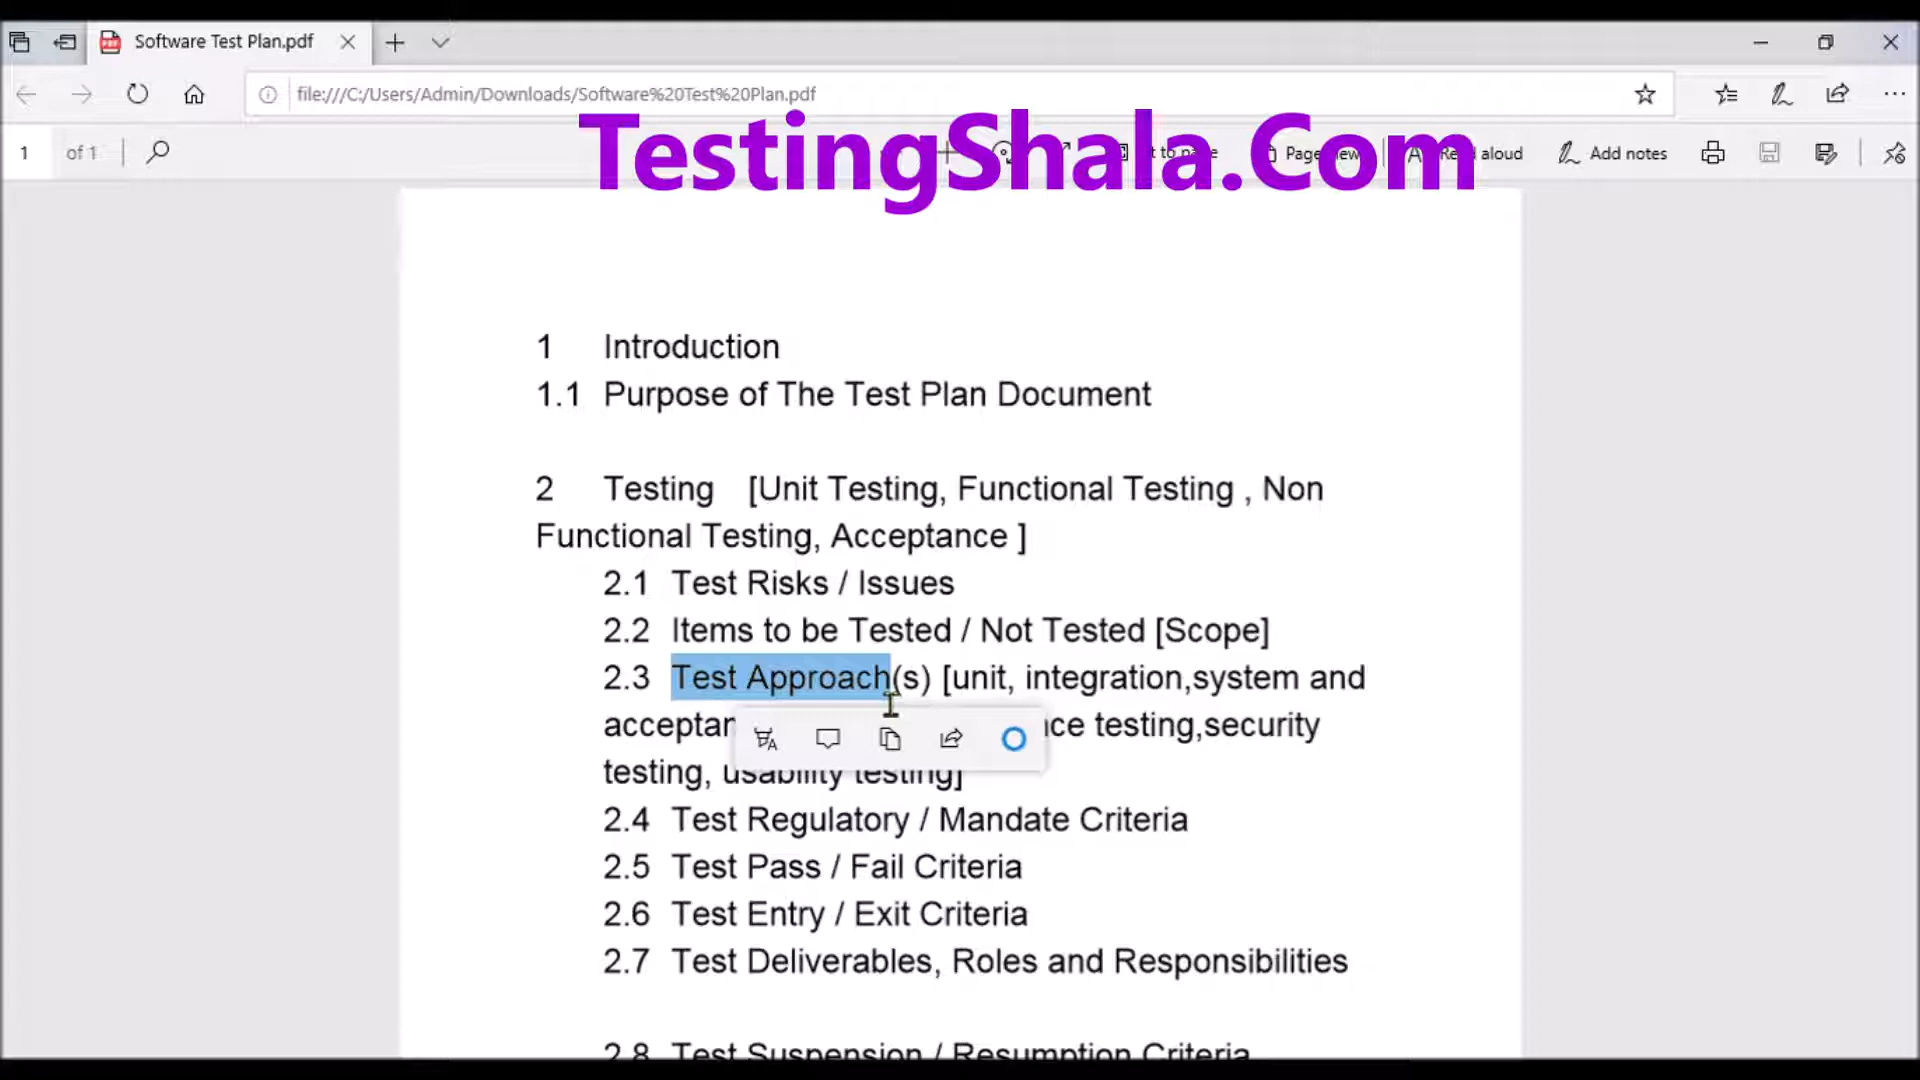 Software Test Plan.pdf
file:///C:/Users/Admin/Downloads/Software%20Test%20Plan.pdf
TestingShala.Com
1 of 1
Page view
Read aloud
Add notes
1 Introduction
1.1 Purpose of The Test Plan Document
2 Testing [Unit Testing, Functional Testing , Non
Functional Testing, Acceptance ]
2.1 Test Risks / Issues
2.2 Items to be Tested / Not Tested [Scope]
2.3 Test Approach(s) [unit, integration,system and
testing,security
testing, usability testing]
2.4 Test Regulatory / Mandate Criteria
2.5 Test Pass / Fail Criteria
2.6 Test Entry / Exit Criteria
2.7 Test Deliverables, Roles and Responsibilities
2.8 Test Suspension / Resumption Criteria